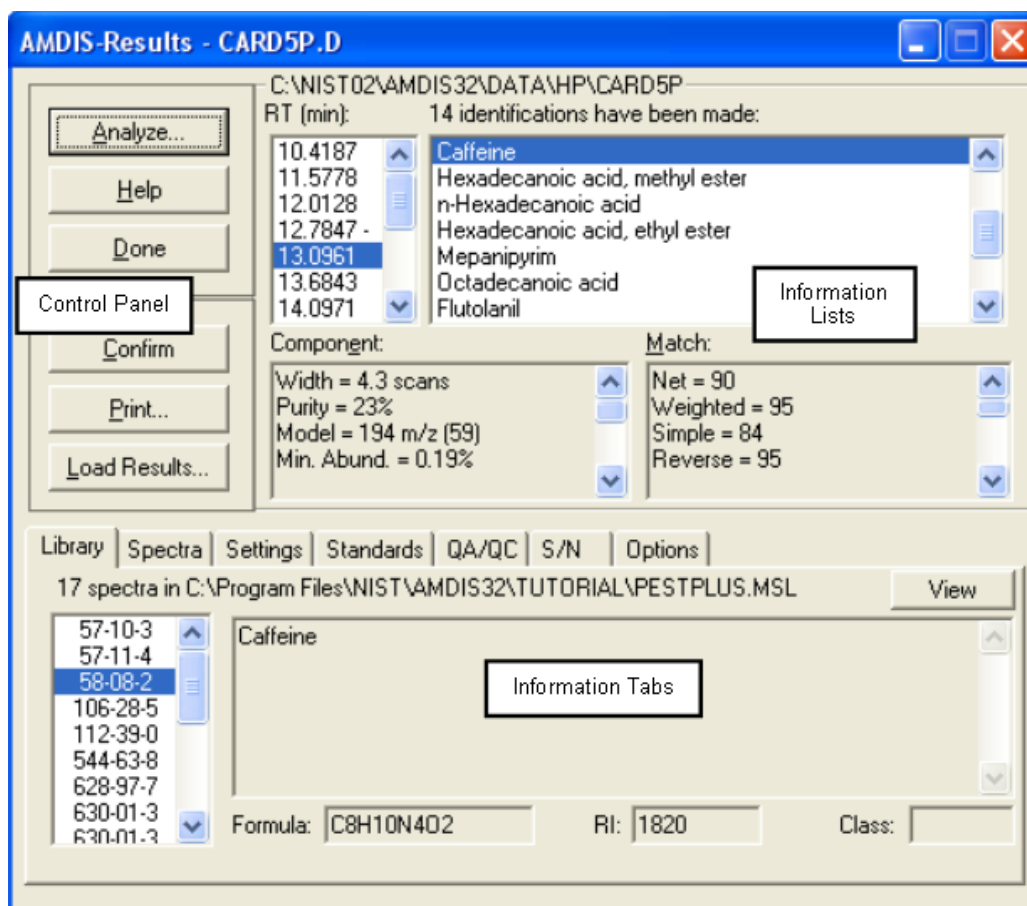 AMDIS-Results - CARD5P.D
C:\NIST02\AMDIS32\DATA\HP\CARD5P
RT (min):
14 identifications have been made:
Analyze...
Help
Done
Control Panel
Confirm
Print...
Load Results...
10.4187
11.5778
12.0128
12.7847 -
13.0961
13.6843
14.0971
Caffeine
Hexadecanoic acid, methyl ester
n-Hexadecanoic acid
Hexadecanoic acid, ethyl ester
Mepanipyrim
Octadecanoic acid
Flutolanil
Information
Lists
Component:
Width = 4.3 scans
Purity = 23%
Model = 194 m/z (59)
Min. Abund. = 0.19%
Match:
Net = 90
Weighted = 95
Simple = 84
Reverse = 95
Library Spectra Settings Standards QA/QC S/N Options
17 spectra in C:\Program Files\NIST\AMDIS32\TUTORIAL\PESTPLUS.MSL
View
57-10-3
57-11-4
58-08-2
106-28-5
112-39-0
544-63-8
628-97-7
630-01-3
630-01-3
Caffeine
Information Tabs
Formula: C8H10N4O2 RI: 1820 Class: